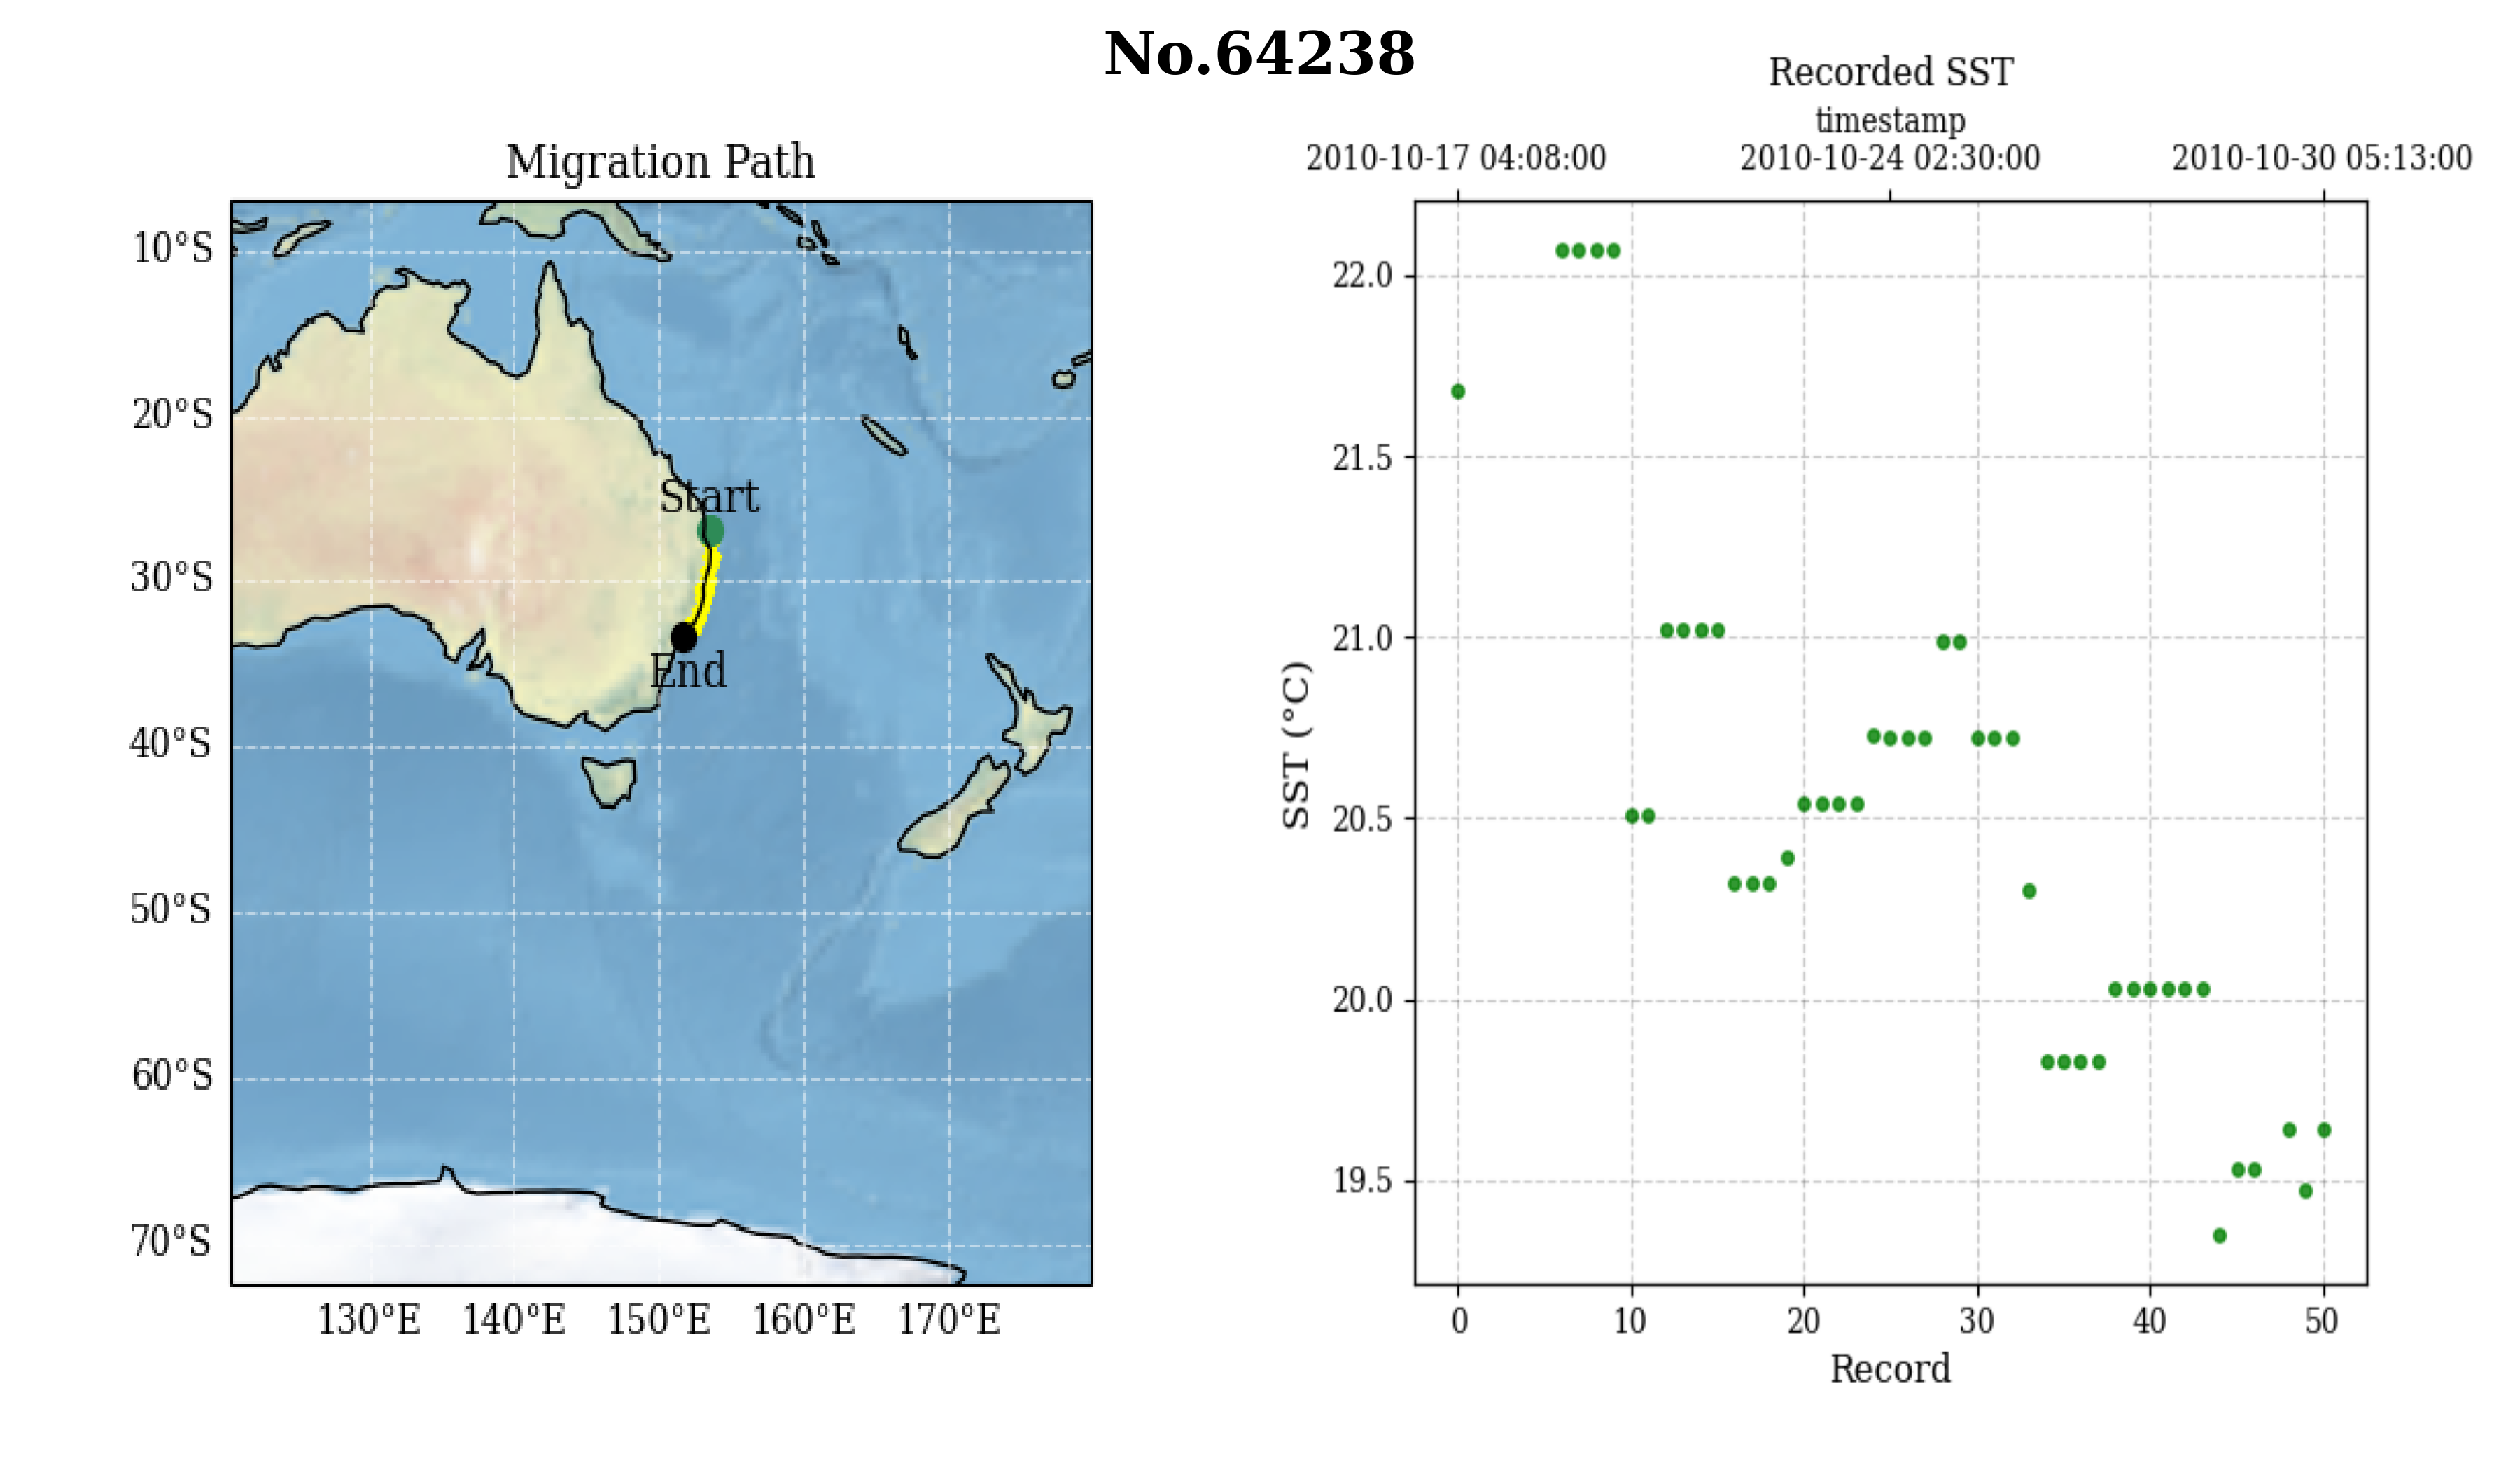 No.64238
Migration Path
10°S
20°S
30°S
40°S
50°S
60°S
70°S
130°E 140°E 150°E 160°E 170°E
Start
End
Recorded SST
timestamp
2010-10-17 04:08:00 2010-10-24 02:30:00 2010-10-30 05:13:00
SST (°C)
22.0
21.5
21.0
20.5
20.0
19.5
0 10 20 30 40 50
Record